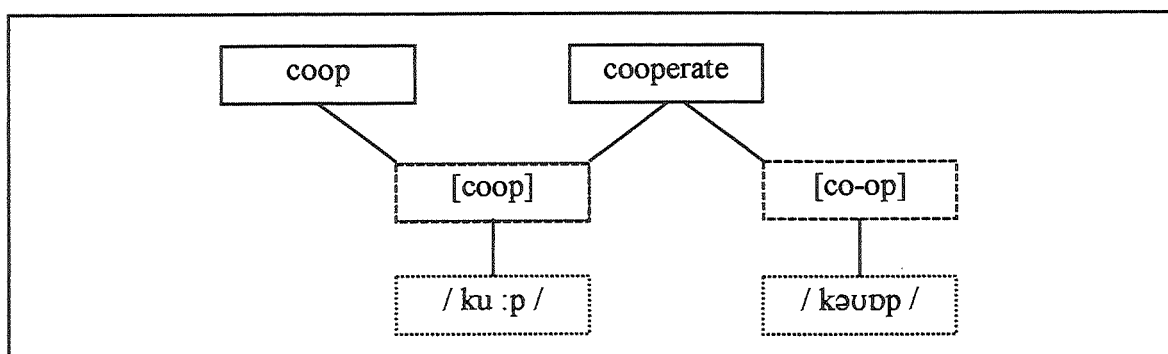 coop cooperate
[coop] [co-op]
/ ku :p / / kəʊɒp /